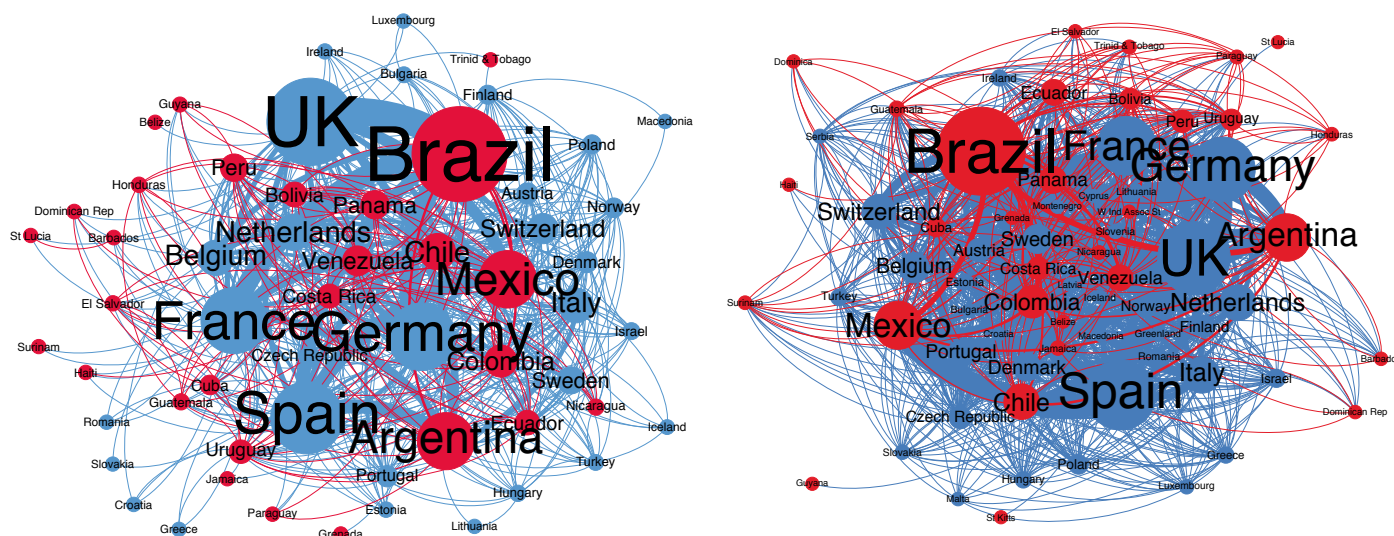 Luxembourg
Ireland
Trinid & Tobago
Bulgaria
Finland
Guyana
Belize
UK
Brazil
Macedonia
Poland
Peru
Honduras
Bolivia
Panama
Austria
Norway
Dominican Rep
St Lucia
Barbados
Netherlands
Switzerland
Belgium
Venezuela
Chile
Denmark
Mexico
El Salvador
Costa Rica
Italy
France
Germany
Israel
Surinam
Czech Republic
Colombia
Haiti
Cuba
Sweden
Guatemala
Nicaragua
Romania
Spain
Ecuador
Iceland
Argentina
Uruguay
Slovakia
Turkey
Jamaica
Portugal
Hungary
Croatia
Paraguay
Estonia
Greece
Lithuania
Grenada
El Salvador
St Lucia
Trinid & Tobago
Paraguay
Dominica
Ireland
Ecuador
Bolivia
Guatemala
Peru
Uruguay
Serbia
Honduras
Brazil
France
Germany
Panama
Haiti
Lithuania
Cyprus
Montenegro
Switzerland
Grenada
W Ind Assoc St
Cuba
Slovenia
Argentina
Sweden
Austria
Nicaragua
UK
Belgium
Costa Rica
Venezuela
Estonia
Latvia
Turkey
Iceland
Surinam
Colombia
Norway
Netherlands
Bulgaria
Mexico
Belize
Finland
Croatia
Macedonia
Greenland
Portugal
Jamaica
Romania
Barbado
Denmark
Italy
Israel
Spain
Chile
Czech Republic
Dominican Rep
Slovakia
Greece
Poland
Hungary
Guyana
Luxembourg
Malta
St Kitts